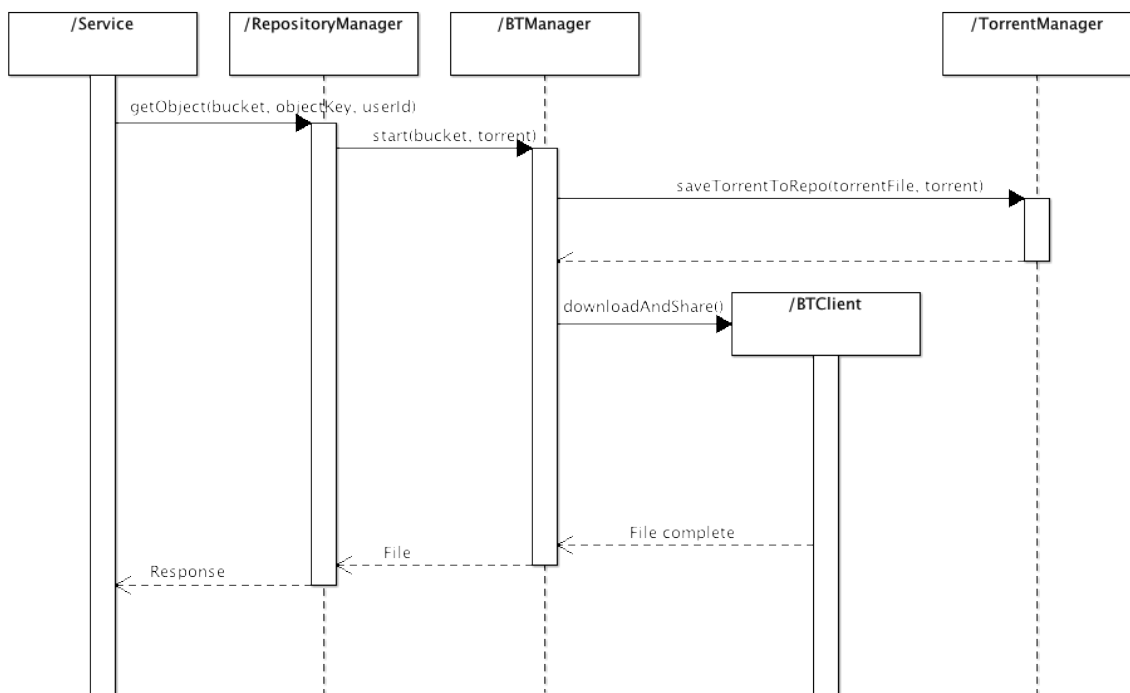 /Service
/RepositoryManager
/BTManager
/TorrentManager
getObject(bucket, objectKey, userId)
start(bucket, torrent)
saveTorrentToRepo(torrentFile, torrent)
/BTClient
downloadAndShare()
File complete
File
Response